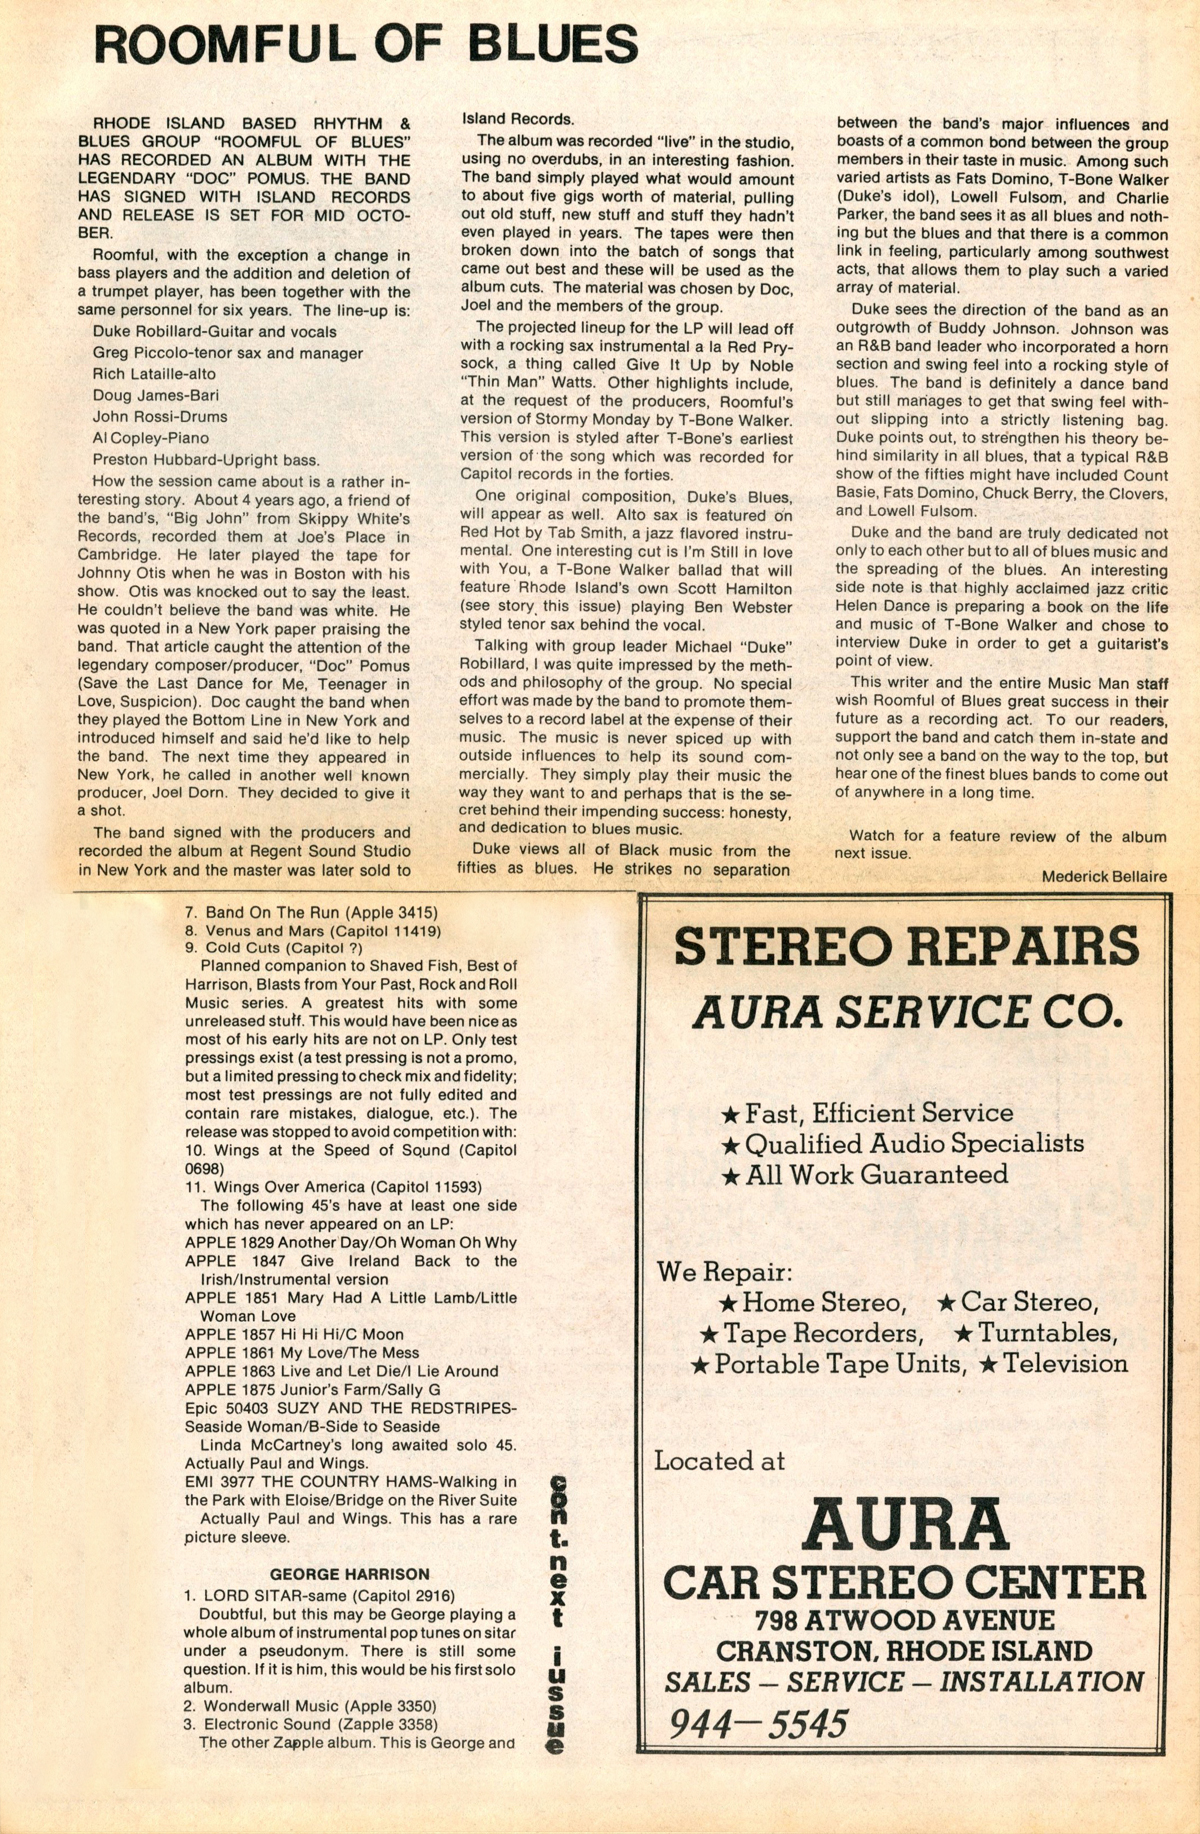 ROOMFUL OF BLUES
RHODE ISLAND BASED RHYTHM &
BLUES GROUP “ROOMFUL OF BLUES”
HAS RECORDED AN ALBUM WITH THE
LEGENDARY “DOC” POMUS. THE BAND
HAS SIGNED WITH ISLAND RECORDS
AND RELEASE IS SET FOR MID OCTO-
BER.
Roomful, with the exception a change in
bass players and the addition and deletion of
a trumpet player, has been together with the
same personnel for six years. The line-up is:
Duke Robillard-Guitar and vocals
Greg Piccolo-tenor sax and manager
Rich Lataille-alto
Doug James-Bari
John Rossi-Drums
Al Copley-Piano
Preston Hubbard-Upright bass.
How the session came about is a rather in-
teresting story. About 4 years ago, a friend of
the band's, “Big John” from Skippy White's
Records, recorded them at Joe's Place in
Cambridge. He later played the tape for
Johnny Otis when he was in Boston with his
show. Otis was knocked out to say the least.
He couldn't believe the band was white. He
was quoted in a New York paper praising the
band. That article caught the attention of the
legendary composer/producer, “Doc” Pomus
(Save the Last Dance for Me, Teenager in
Love, Suspicion). Doc caught the band when
they played the Bottom Line in New York and
introduced himself and said he'd like to help
the band. The next time they appeared in
New York, he called in another well known
producer, Joel Dorn. They decided to give it
a shot.
The band signed with the producers and
recorded the album at Regent Sound Studio
in New York and the master was later sold to
Island Records.
The album was recorded “live” in the studio,
using no overdubs, in an interesting fashion.
The band simply played what would amount
to about five gigs worth of material, pulling
out old stuff, new stuff and stuff they hadn't
even played in years. The tapes were then
broken down into the batch of songs that
came out best and these will be used as the
album cuts. The material was chosen by Doc,
Joel and the members of the group.
The projected lineup for the LP will lead off
with a rocking sax instrumental a la Red Pry-
sock, a thing called Give It Up by Noble
“Thin Man” Watts. Other highlights include,
at the request of the producers, Roomful's
version of Stormy Monday by T-Bone Walker.
This version is styled after T-Bone's earliest
version of the song which was recorded for
Capitol records in the forties.
One original composition, Duke's Blues,
will appear as well. Alto sax is featured on
Red Hot by Tab Smith, a jazz flavored instru-
mental. One interesting cut is I'm Still in love
with You, a T-Bone Walker ballad that will
feature Rhode Island's own Scott Hamilton
(see story this issue) playing Ben Webster
styled tenor sax behind the vocal.
Talking with group leader Michael “Duke”
Robillard, I was quite impressed by the meth-
ods and philosophy of the group. No special
effort was made by the band to promote them-
selves to a record label at the expense of their
music. The music is never spiced up with
outside influences to help its sound com-
mercially. They simply play their music the
way they want to and perhaps that is the se-
cret behind their impending success: honesty,
and dedication to blues music.
Duke views all of Black music from the
fifties as blues. He strikes no separation
between the band's major influences and
boasts of a common bond between the group
members in their taste in music. Among such
varied artists as Fats Domino, T-Bone Walker
(Duke's idol), Lowell Fulsom, and Charlie
Parker, the band sees it as all blues and noth-
ing but the blues and that there is a common
link in feeling, particularly among southwest
acts, that allows them to play such a varied
array of material.
Duke sees the direction of the band as an
outgrowth of Buddy Johnson. Johnson was
an R&B band leader who incorporated a horn
section and swing feel into a rocking style of
blues. The band is definitely a dance band
but still manages to get that swing feel with-
out slipping into a strictly listening bag.
Duke points out, to strengthen his theory be-
hind similarity in all blues, that a typical R&B
show of the fifties might have included Count
Basie, Fats Domino, Chuck Berry, the Clovers,
and Lowell Fulsom.
Duke and the band are truly dedicated not
only to each other but to all of blues music and
the spreading of the blues. An interesting
side note is that highly acclaimed jazz critic
Helen Dance is preparing a book on the life
and music of T-Bone Walker and chose to
interview Duke in order to get a guitarist's
point of view.
This writer and the entire Music Man staff
wish Roomful of Blues great success in their
future as a recording act. To our readers,
support the band and catch them in-state and
not only see a band on the way to the top, but
hear one of the finest blues bands to come out
of anywhere in a long time.
Watch for a feature review of the album
next issue.
Mederick Bellaire
7. Band On The Run (Apple 3415)
8. Venus and Mars (Capitol 11419)
9. Cold Cuts (Capitol ?)
Planned companion to Shaved Fish, Best of
Harrison, Blasts from Your Past, Rock and Roll
Music series. A greatest hits with some
unreleased stuff. This would have been nice as
most of his early hits are not on LP. Only test
pressings exist (a test pressing is not a promo,
but a limited pressing to check mix and fidelity;
most test pressings are not fully edited and
contain rare mistakes, dialogue, etc.). The
release was stopped to avoid competition with:
10. Wings at the Speed of Sound (Capitol
0698)
11. Wings Over America (Capitol 11593)
The following 45's have at least one side
which has never appeared on an LP:
APPLE 1829 Another Day/Oh Woman Oh Why
APPLE 1847 Give Ireland Back to the
Irish/Instrumental version
APPLE 1851 Mary Had A Little Lamb/Little
Woman Love
APPLE 1857 Hi Hi Hi/C Moon
APPLE 1861 My Love/The Mess
APPLE 1863 Live and Let Die/I Lie Around
APPLE 1875 Junior's Farm/Sally G
Epic 50403 SUZY AND THE REDSTRIPES-
Seaside Woman/B-Side to Seaside
Linda McCartney's long awaited solo 45.
Actually Paul and Wings.
EMI 3977 THE COUNTRY HAMS-Walking in
the Park with Eloise/Bridge on the River Suite
Actually Paul and Wings. This has a rare
picture sleeve.
GEORGE HARRISON
1. LORD SITAR-same (Capitol 2916)
Doubtful, but this may be George playing a
whole album of instrumental pop tunes on sitar
under a pseudonym. There is still some
question. If it is him, this would be his first solo
album.
2. Wonderwall Music (Apple 3350)
3. Electronic Sound (Zapple 3358)
The other Zapple album. This is George and
cont. next iussue
STEREO REPAIRS
AURA SERVICE CO.
★ Fast, Efficient Service
★ Qualified Audio Specialists
★ All Work Guaranteed
We Repair:
★ Home Stereo, ★ Car Stereo,
★ Tape Recorders, ★ Turntables,
★ Portable Tape Units, ★ Television
Located at
AURA
CAR STEREO CENTER
798 ATWOOD AVENUE
CRANSTON, RHODE ISLAND
SALES – SERVICE – INSTALLATION
944–5545